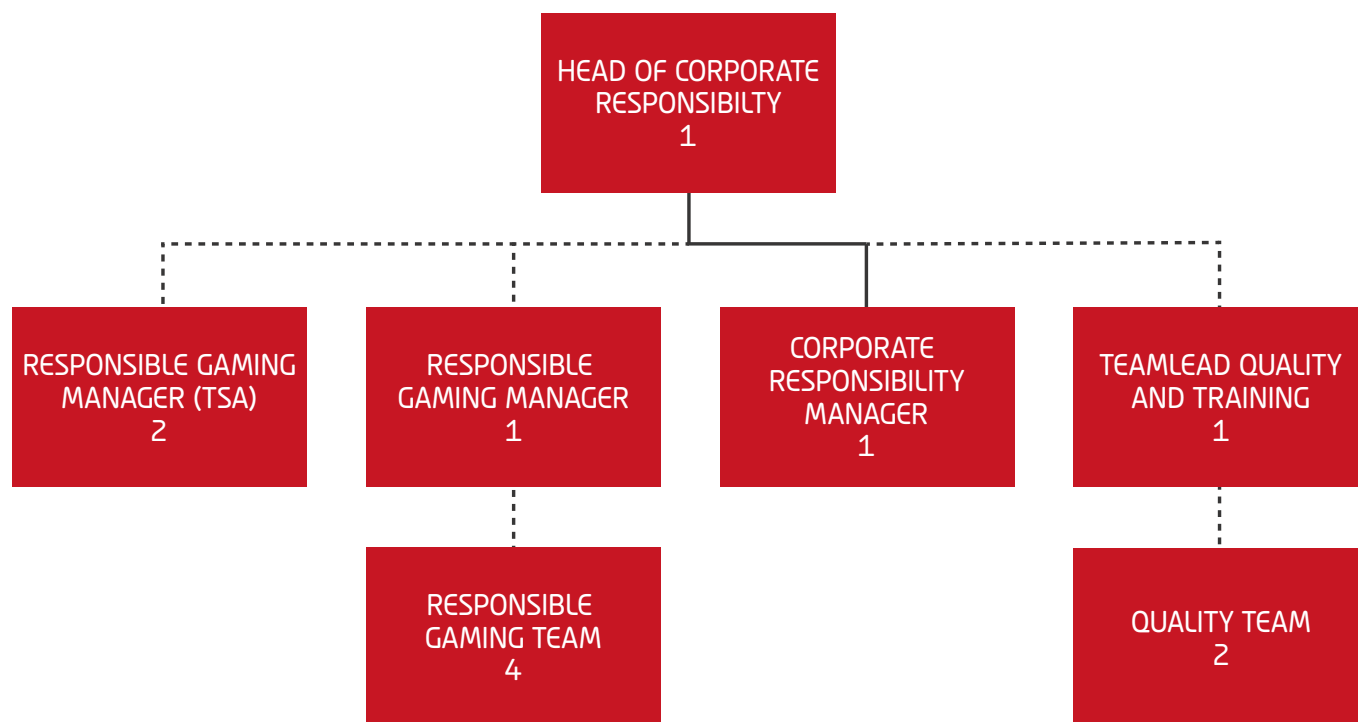 HEAD OF CORPORATE
RESPONSIBILTY
1
RESPONSIBLE GAMING
MANAGER (TSA)
2
RESPONSIBLE
GAMING MANAGER
1
CORPORATE
RESPONSIBILITY
MANAGER
1
TEAMLEAD QUALITY
AND TRAINING
1
RESPONSIBLE
GAMING TEAM
4
QUALITY TEAM
2